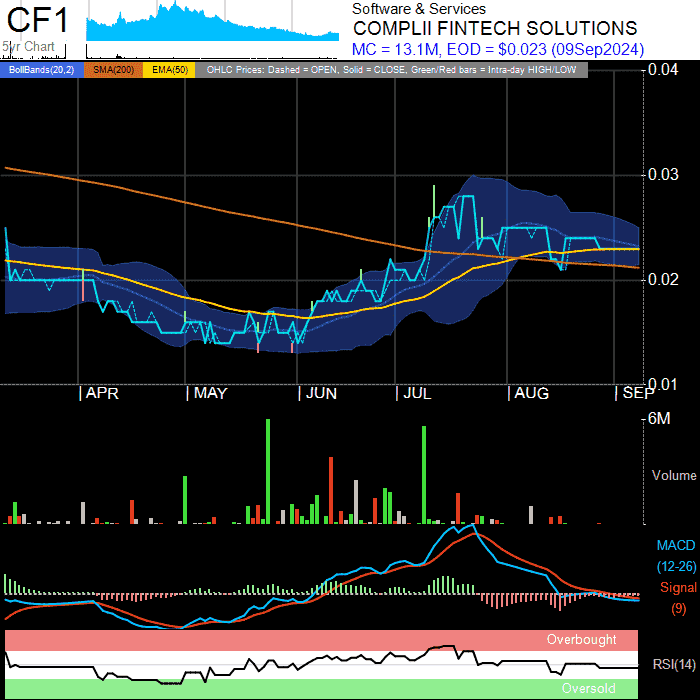 CF1
5yr Chart
Software & Services
COMPLII FINTECH SOLUTIONS
MC = 13.1M, EOD = $0.023 (09Sep2024)
BollBands(20,2) SMA(200) EMA(50) OHLC Prices: Dashed = OPEN, Solid = CLOSE, Green/Red bars = Intra-day HIGH/LOW
0.04
0.03
0.02
0.01
APR MAY JUN JUL AUG SEP
6M
Volume
MACD
(12-26)
Signal
(9)
Overbought
RSI(14)
Oversold